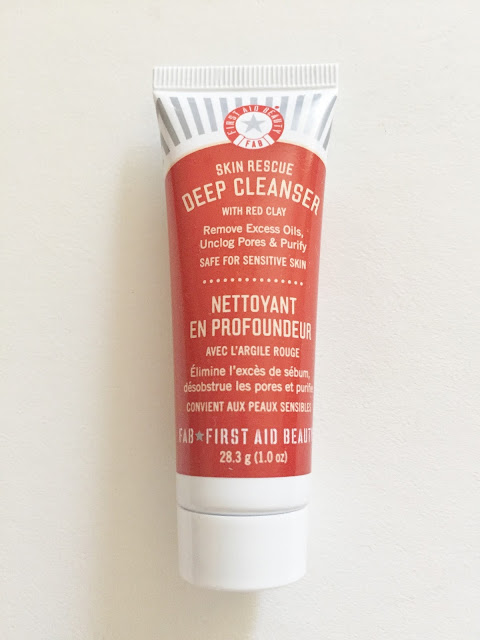 FIRST AID BEAUTY
FAB
SKIN RESCUE
DEEP CLEANSER
WITH RED CLAY
Remove Excess Oils,
Unclog Pores & Purify
SAFE FOR SENSITIVE SKIN
NETTOYANT
EN PROFOUNDEUR
AVEC L'ARGILE ROUGE
Élimine l'excès de sébum,
désobstrue les pores et purifie
CONVIENT AUX PEAUX SENSIBLES
FAB★FIRST AID BEAUTY
28.3 g (1.0 oz)